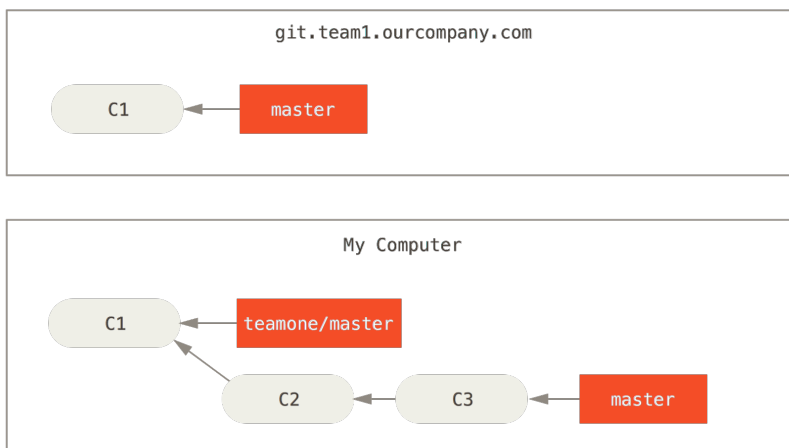 git.team1.ourcompany.com
C1
master
My Computer
C1
teamone/master
C2
C3
master